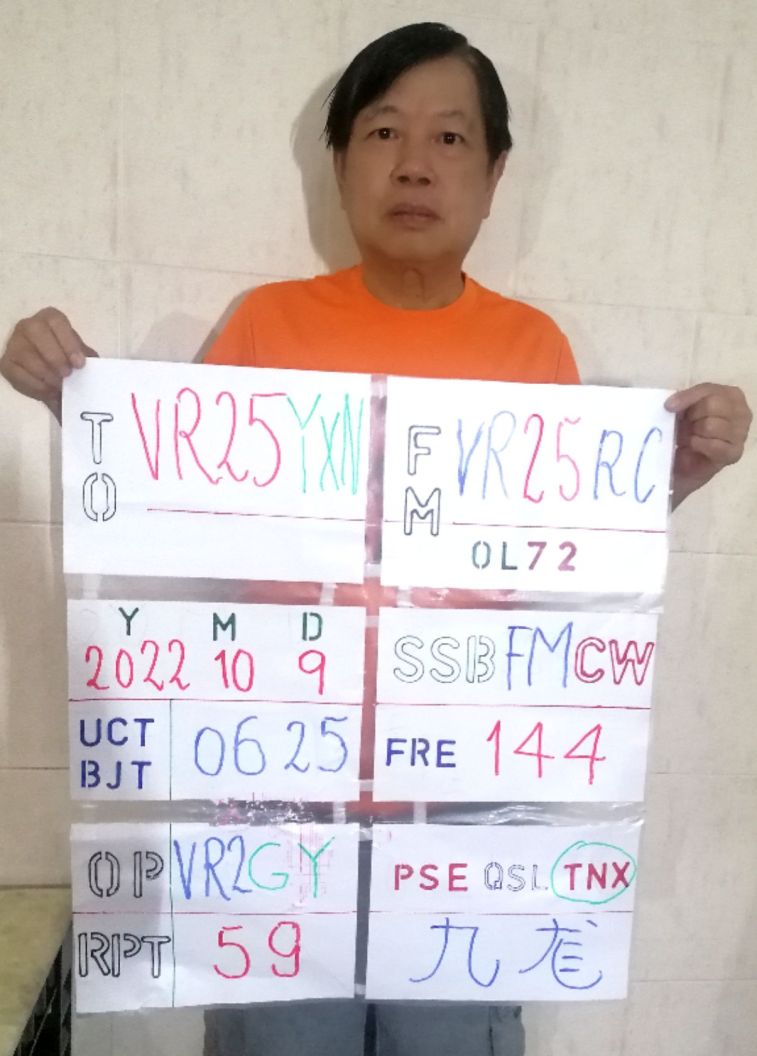 TO VR25YXN
FM VR25RC
OL72
Y M D
2022 10 9
UCT
BJT
0625
SSB FM CW
FRE 144
OP VR2GY
RPT 59
PSE QSL TNX
九龙